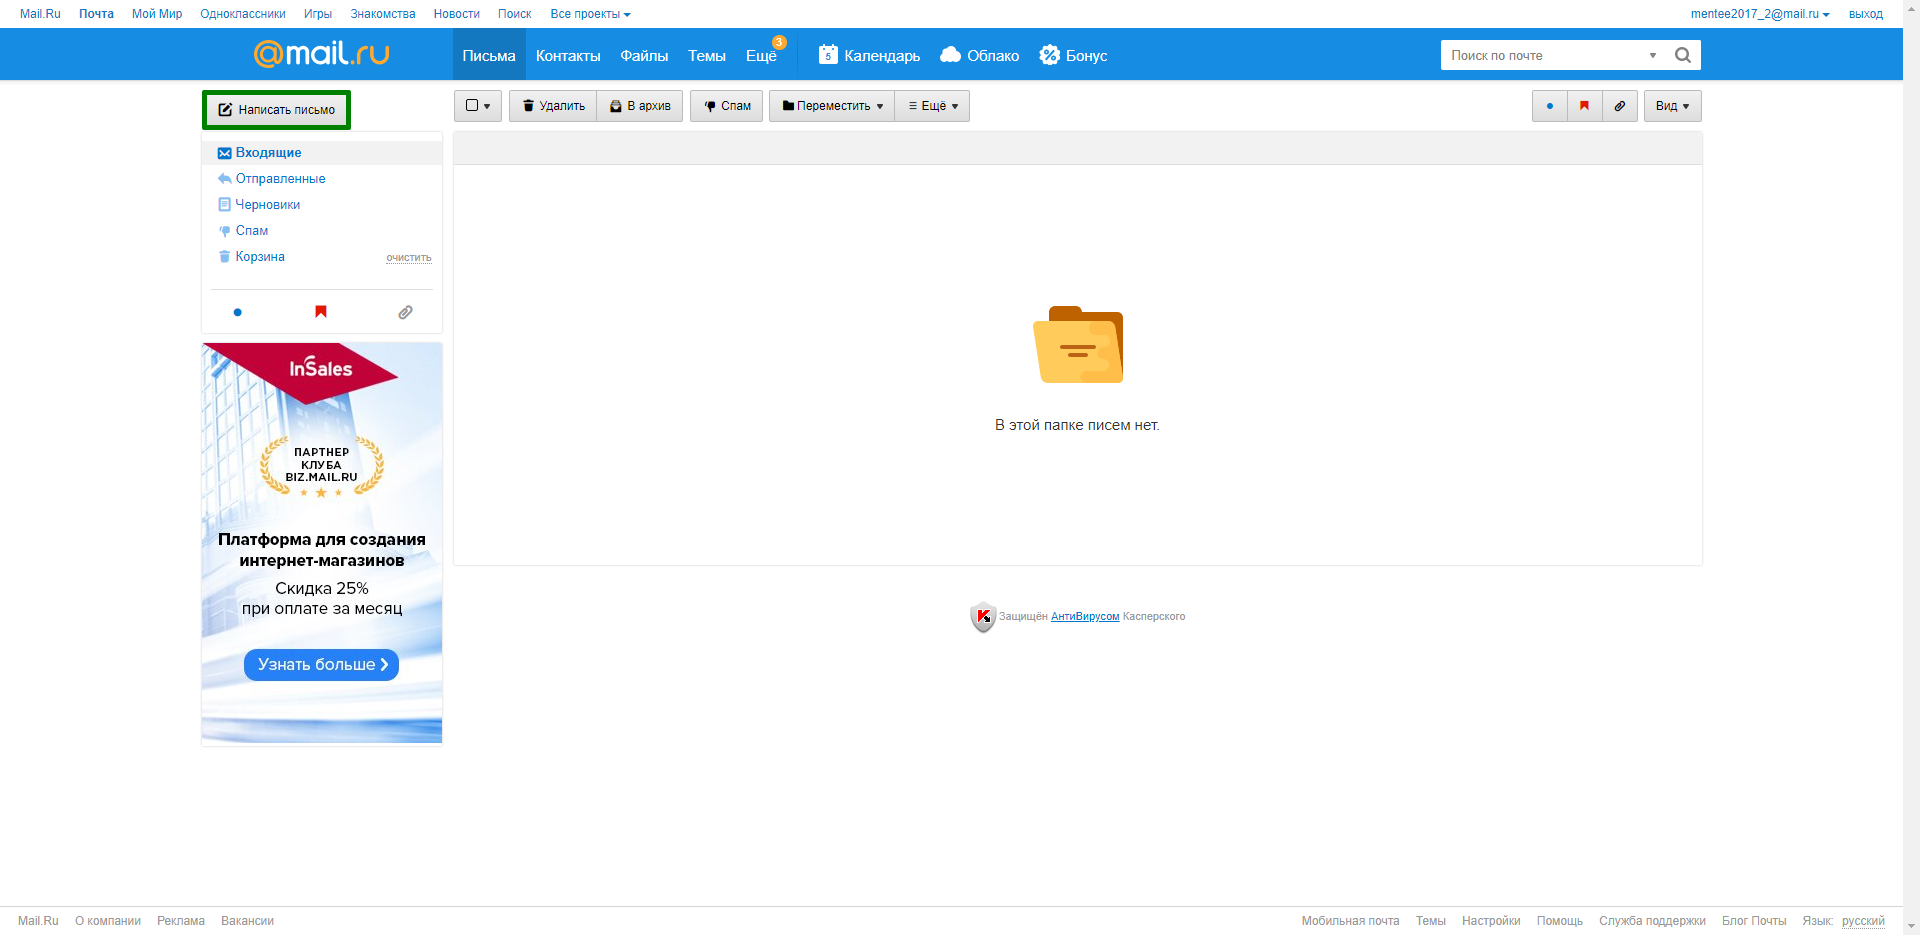 Mail.Ru Почта Мой Мир Одноклассники Игры Знакомства Новости Поиск Все проекты mentee2017_2@mail.ru выход
@mail.ru Письма Контакты Файлы Темы Ещё 3 5 Календарь Облако Бонус Поиск по почте
Написать письмо Удалить В архив Спам Переместить Ещё Вид
Входящие
Отправленные
Черновики
Спам
Корзина очистить
InSales
ПАРТНЕР
КЛУБА
BIZ.MAIL.RU
Платформа для создания
интернет-магазинов
Скидка 25%
при оплате за месяц
Узнать больше
В этой папке писем нет.
Защищён АнтиВирусом Касперского
Mail.Ru О компании Реклама Вакансии Мобильная почта Темы Настройки Помощь Служба поддержки Блог Почты Язык: русский